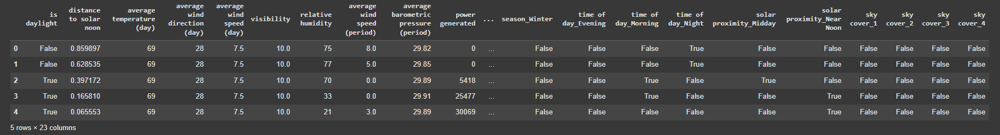 is daylight distance to solar noon average temperature (day) average wind direction (day) average wind speed (day) visibility relative humidity average wind speed (period) average barometric pressure (period) power generated ... season_Winter time of day_Evening time of day_Morning time of day_Night solar proximity_Midday solar proximity_Near Noon sky cover_1 sky cover_2 sky cover_3 sky cover_4
0 False 0.859897 69 28 7.5 10.0 75 8.0 29.82 0 ... False False False True False False False False False False
1 False 0.628535 69 28 7.5 10.0 77 5.0 29.85 0 ... False False False True False False False False False False
2 True 0.397172 69 28 7.5 10.0 70 0.0 29.89 5418 ... False False True False True False False False False False
3 True 0.165810 69 28 7.5 10.0 33 0.0 29.91 25477 ... False False True False False True False False False False
4 True 0.065553 69 28 7.5 10.0 21 3.0 29.89 30069 ... False False False False False True False False False False
5 rows × 23 columns